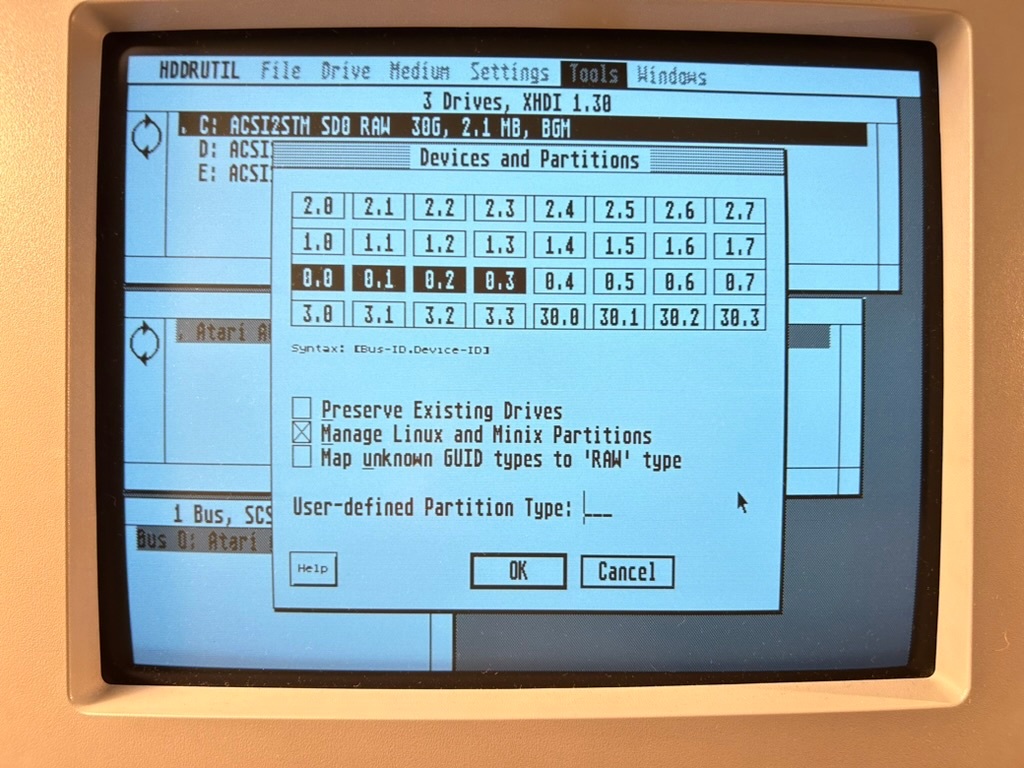 HDDRUTIL File Drive Medium Settings Tools Windows
3 Drives, XHDI 1.30
C: ACSI2STM SD0 RAW 30G, 2.1 MB, BGM
D: ACSI
E: ACSI
Devices and Partitions
2.0 2.1 2.2 2.3 2.4 2.5 2.6 2.7
1.0 1.1 1.2 1.3 1.4 1.5 1.6 1.7
0.0 0.1 0.2 0.3 0.4 0.5 0.6 0.7
3.0 3.1 3.2 3.3 30.0 30.1 30.2 30.3
Atari A
Syntax: [Bus-ID.Device-ID]
Preserve Existing Drives
Manage Linux and Minix Partitions
Map unknown GUID types to 'RAW' type
User-defined Partition Type: ___
1 Bus, SCS
Bus 0: Atari
Help OK Cancel